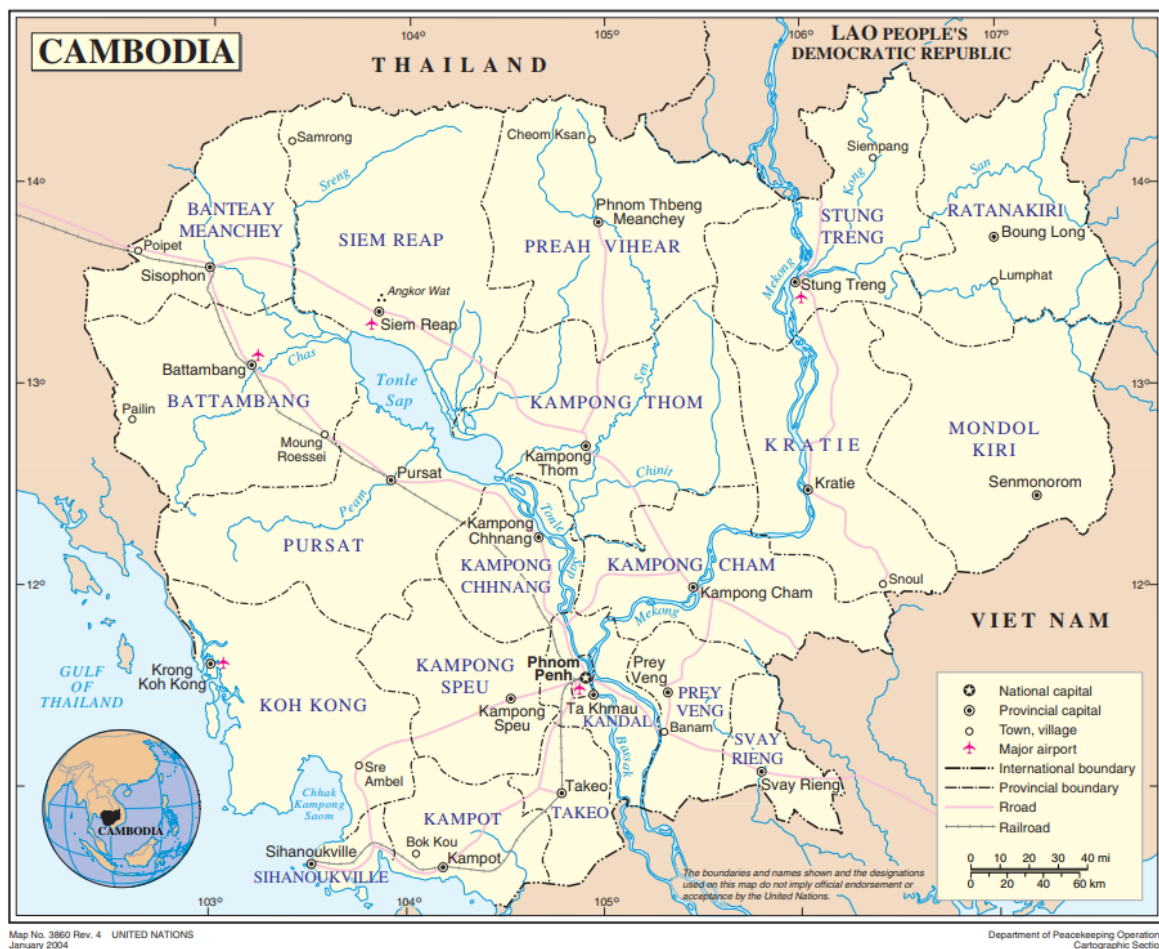 CAMBODIA
104°
105°
106°
107°
THAILAND
LAO PEOPLE'S
DEMOCRATIC REPUBLIC
Samrong
Cheom Ksan
Siempang
Sreng
Kong
San
14°
14°
BANTEAY
MEANCHEY
SIEM REAP
Phnom Thbeng
Meanchey
PREAH VIHEAR
STUNG
TRENG
RATANAKIRI
Boung Long
Poipet
Sisophon
Mekong
Stung Treng
Lumphat
Angkor Wat
Siem Reap
Chas
Battambang
BATTAMBANG
Tonle
Sap
Sen
13°
13°
KAMPONG THOM
Pailin
Moung
Roessei
Kampong
Thom
KRATIE
MONDOL
KIRI
Pursat
Chinit
Kratie
Senmonorom
Peam
PURSAT
Kampong
Chhnang
Tonle
Sap
KAMPONG
CHHNANG
KAMPONG CHAM
Kampong Cham
Snoul
12°
12°
Mekong
VIET NAM
GULF
OF
THAILAND
Krong
Koh Kong
KOH KONG
KAMPONG
SPEU
Kampong
Speu
Phnom
Penh
Prey
Veng
PREY
VENG
Ta Khmau
KANDAL
Banam
Bassak
SVAY
RIENG
Svay Rieng
Sre
Ambel
Chhak
Kampong
Saom
Takeo
TAKEO
KAMPOT
Bok Kou
Kampot
Sihanoukville
SIHANOUKVILLE
CAMBODIA
National capital
Provincial capital
Town, village
Major airport
International boundary
Provincial boundary
Rroad
Railroad
0 10 20 30 40 mi
0 20 40 60 km
The boundaries and names shown and the designations
used on this map do not imply official endorsement or
acceptance by the United Nations.
103°
104°
105°
Map No. 3860 Rev. 4 UNITED NATIONS
January 2004
Department of Peacekeeping Operation
Cartographic Sectio